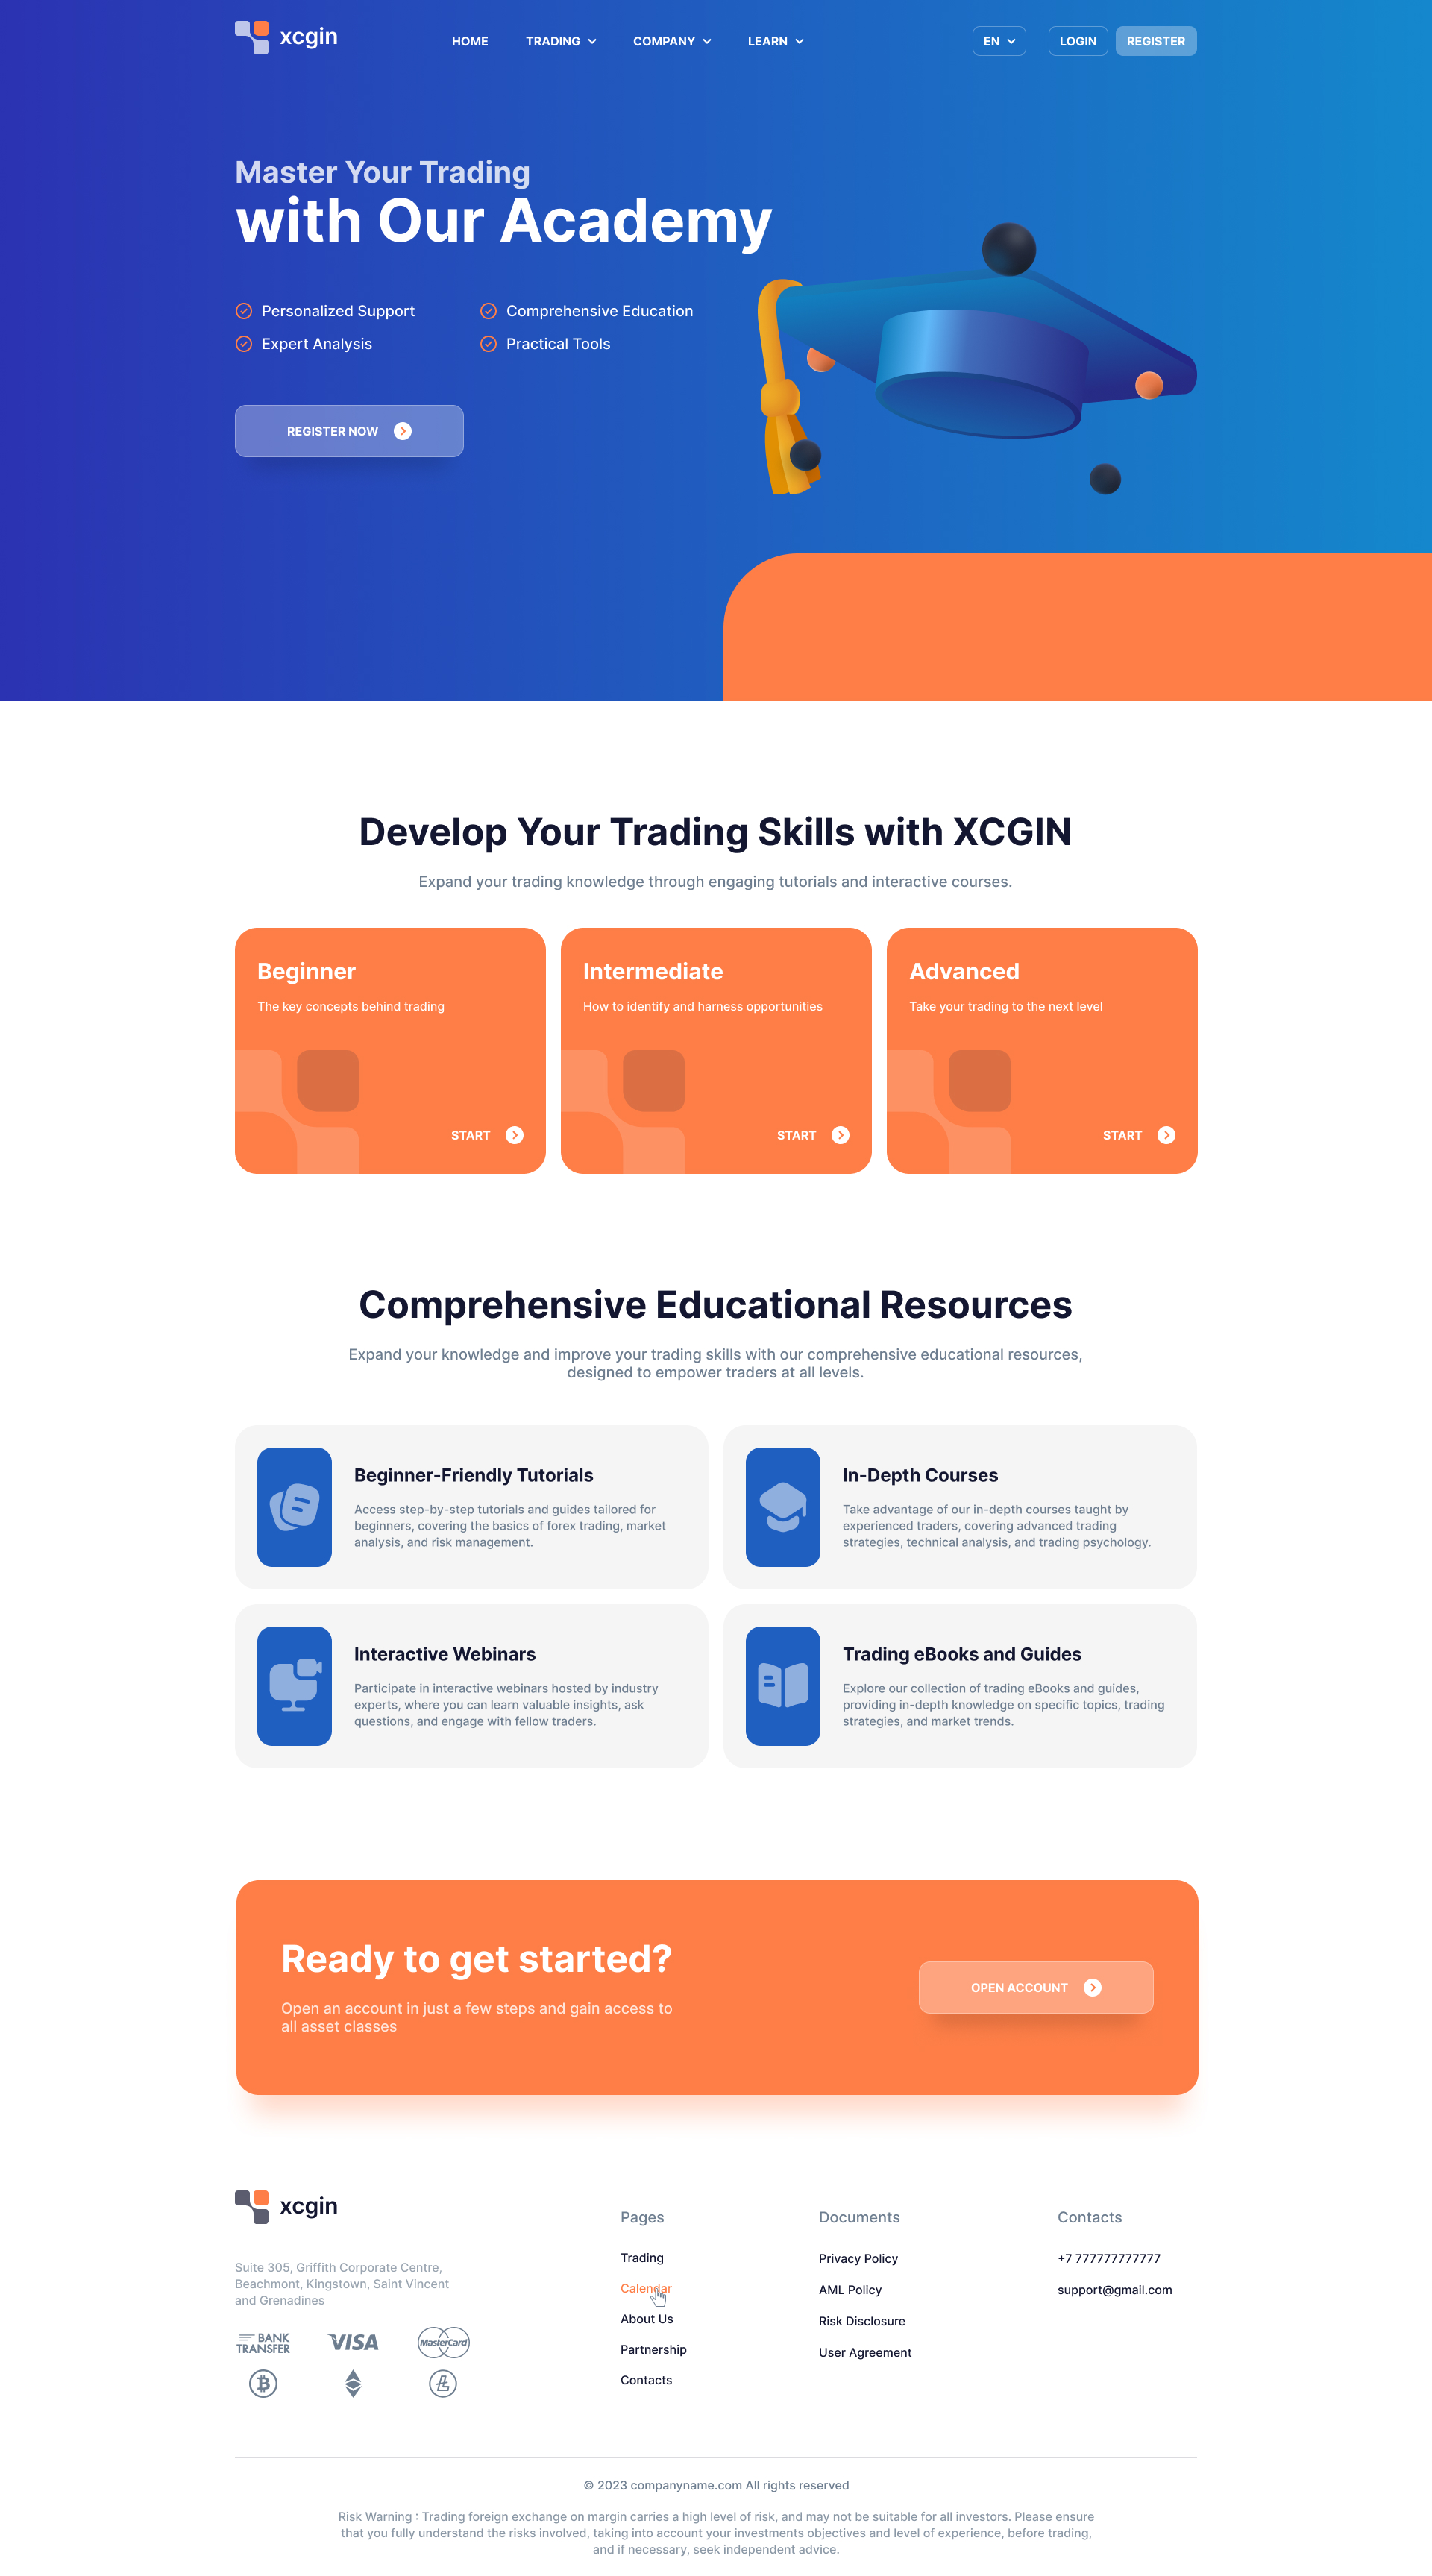 xcgin
HOME
TRADING
COMPANY
LEARN
EN
LOGIN
REGISTER
Master Your Trading
with Our Academy
Personalized Support
Comprehensive Education
Expert Analysis
Practical Tools
REGISTER NOW
Develop Your Trading Skills with XCGIN
Expand your trading knowledge through engaging tutorials and interactive courses.
Beginner
The key concepts behind trading
START
Intermediate
How to identify and harness opportunities
START
Advanced
Take your trading to the next level
START
Comprehensive Educational Resources
Expand your knowledge and improve your trading skills with our comprehensive educational resources,
designed to empower traders at all levels.
Beginner-Friendly Tutorials
Access step-by-step tutorials and guides tailored for
beginners, covering the basics of forex trading, market
analysis, and risk management.
In-Depth Courses
Take advantage of our in-depth courses taught by
experienced traders, covering advanced trading
strategies, technical analysis, and trading psychology.
Interactive Webinars
Participate in interactive webinars hosted by industry
experts, where you can learn valuable insights, ask
questions, and engage with fellow traders.
Trading eBooks and Guides
Explore our collection of trading eBooks and guides,
providing in-depth knowledge on specific topics, trading
strategies, and market trends.
Ready to get started?
Open an account in just a few steps and gain access to
all asset classes
OPEN ACCOUNT
xcgin
Suite 305, Griffith Corporate Centre,
Beachmont, Kingstown, Saint Vincent
and Grenadines
BANK
TRANSFER
VISA
MasterCard
Pages
Trading
Calendar
About Us
Partnership
Contacts
Documents
Privacy Policy
AML Policy
Risk Disclosure
User Agreement
Contacts
+7 777777777777
support@gmail.com
© 2023 companyname.com All rights reserved
Risk Warning : Trading foreign exchange on margin carries a high level of risk, and may not be suitable for all investors. Please ensure
that you fully understand the risks involved, taking into account your investments objectives and level of experience, before trading,
and if necessary, seek independent advice.